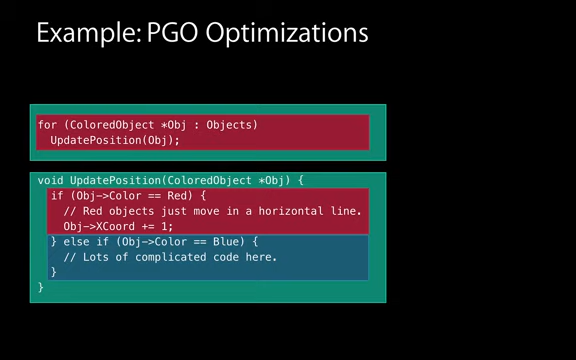 Example: PGO Optimizations
for (ColoredObject *Obj : Objects)
  UpdatePosition(Obj);
void UpdatePosition(ColoredObject *Obj) {
  if (Obj->Color == Red) {
    // Red objects just move in a horizontal line.
    Obj->XCoord += 1;
  } else if (Obj->Color == Blue) {
    // Lots of complicated code here.
  }
}